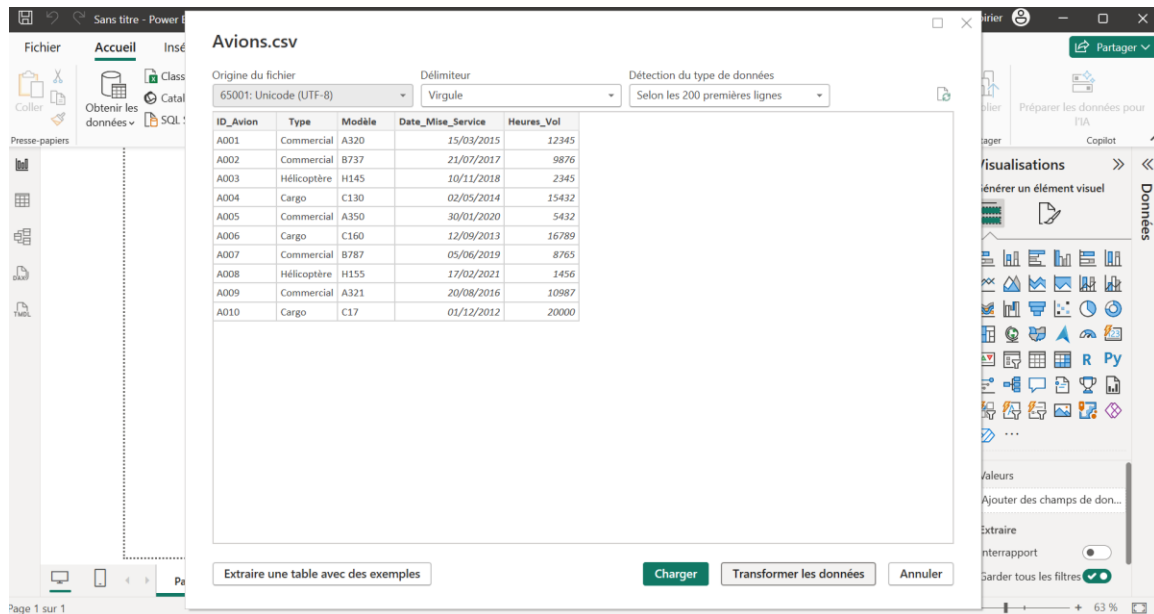 Sans titre - Power
Fichier Accueil Insé
Partager
Coller
Obtenir les
données
Class
Catal
SQL S
Presse-papiers
Préparer les données pour
l'IA
Copilot
Avions.csv
Origine du fichier Délimiteur Détection du type de données
65001: Unicode (UTF-8) Virgule Selon les 200 premières lignes
ID_Avion Type Modèle Date_Mise_Service Heures_Vol
A001 Commercial A320 15/03/2015 12345
A002 Commercial B737 21/07/2017 9876
A003 Hélicoptère H145 10/11/2018 2345
A004 Cargo C130 02/05/2014 15432
A005 Commercial A350 30/01/2020 5432
A006 Cargo C160 12/09/2013 16789
A007 Commercial B787 05/06/2019 8765
A008 Hélicoptère H155 17/02/2021 1456
A009 Commercial A321 20/08/2016 10987
A010 Cargo C17 01/12/2012 20000
Extraire une table avec des exemples Charger Transformer les données Annuler
Visualisations
Générer un élément visuel
Données
R Py
Valeurs
Ajouter des champs de don...
Extraire
nterrapport
Garder tous les filtres
DAX
TMDL
Pa
Page 1 sur 1
63 %